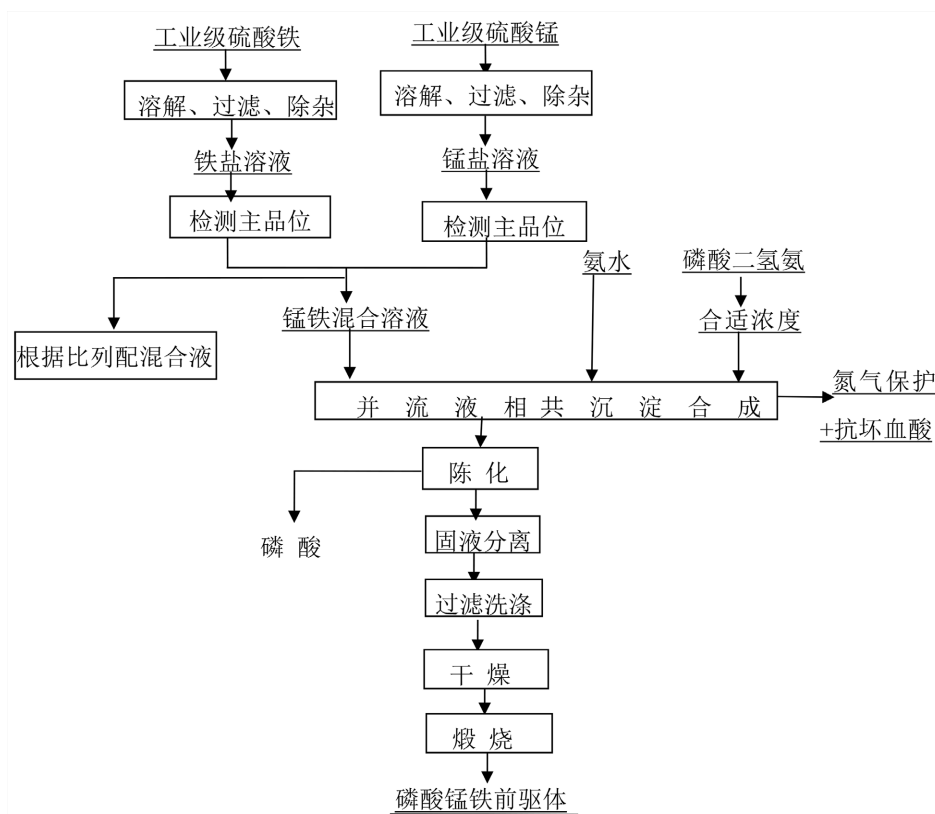 工业级硫酸铁
工业级硫酸锰
溶解、过滤、除杂
溶解、过滤、除杂
铁盐溶液
锰盐溶液
检测主品位
检测主品位
氨水
磷酸二氢氨
锰铁混合溶液
合适浓度
根据比列配混合液
并流液相共沉淀合成
氮气保护
+抗坏血酸
陈化
磷酸
固液分离
过滤洗涤
干燥
煅烧
磷酸锰铁前驱体